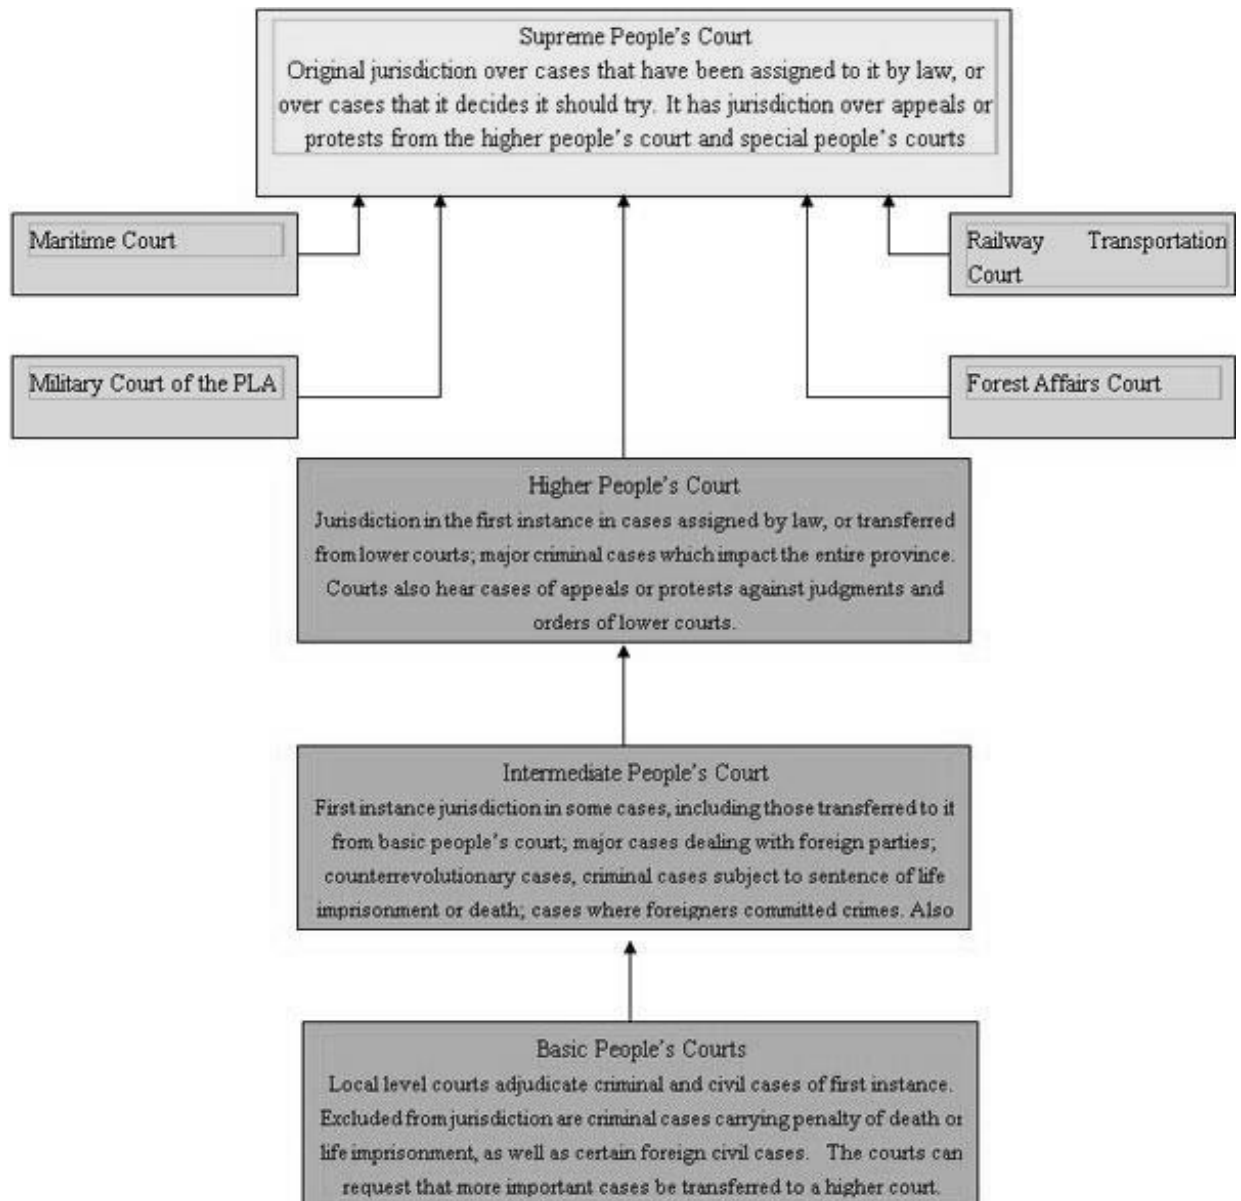 Supreme People's Court
Original jurisdiction over cases that have been assigned to it by law, or
over cases that it decides it should try. It has jurisdiction over appeals or
protests from the higher people's court and special people's courts
Maritime Court
Railway Transportation
Court
Military Court of the PLA
Forest Affairs Court
Higher People's Court
Jurisdiction in the first instance in cases assigned by law, or transferred
from lower courts; major criminal cases which impact the entire province.
Courts also hear cases of appeals or protests against judgments and
orders of lower courts.
Intermediate People's Court
First instance jurisdiction in some cases, including those transferred to it
from basic people's court; major cases dealing with foreign parties;
counterrevolutionary cases, criminal cases subject to sentence of life
imprisonment or death; cases where foreigners committed crimes. Also
Basic People's Courts
Local level courts adjudicate criminal and civil cases of first instance.
Excluded from jurisdiction are criminal cases carrying penalty of death or
life imprisonment, as well as certain foreign civil cases. The courts can
request that more important cases be transferred to a higher court.